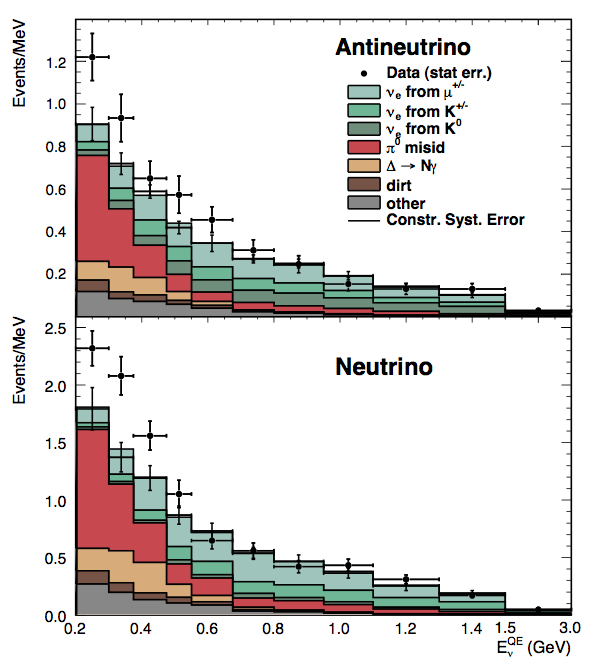 Events/MeV
Antineutrino
Data (stat err.)
νe from μ+/-
νe from K+/-
νe from K0
π0 misid
Δ → Nγ
dirt
other
Constr. Syst. Error
1.2
1.0
0.8
0.6
0.4
0.2
Events/MeV
Neutrino
2.5
2.0
1.5
1.0
0.5
0.0
0.2 0.4 0.6 0.8 1.0 1.2 1.4 1.5 3.0
EνQE (GeV)